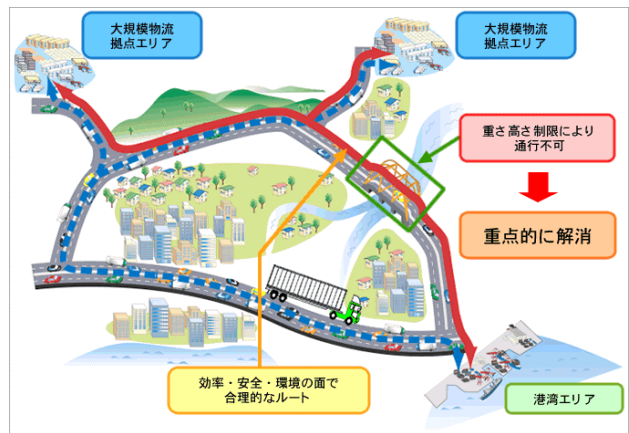 大規模物流
拠点エリア
大規模物流
拠点エリア
重さ高さ制限により
通行不可
重点的に解消
効率・安全・環境の面で
合理的なルート
港湾エリア